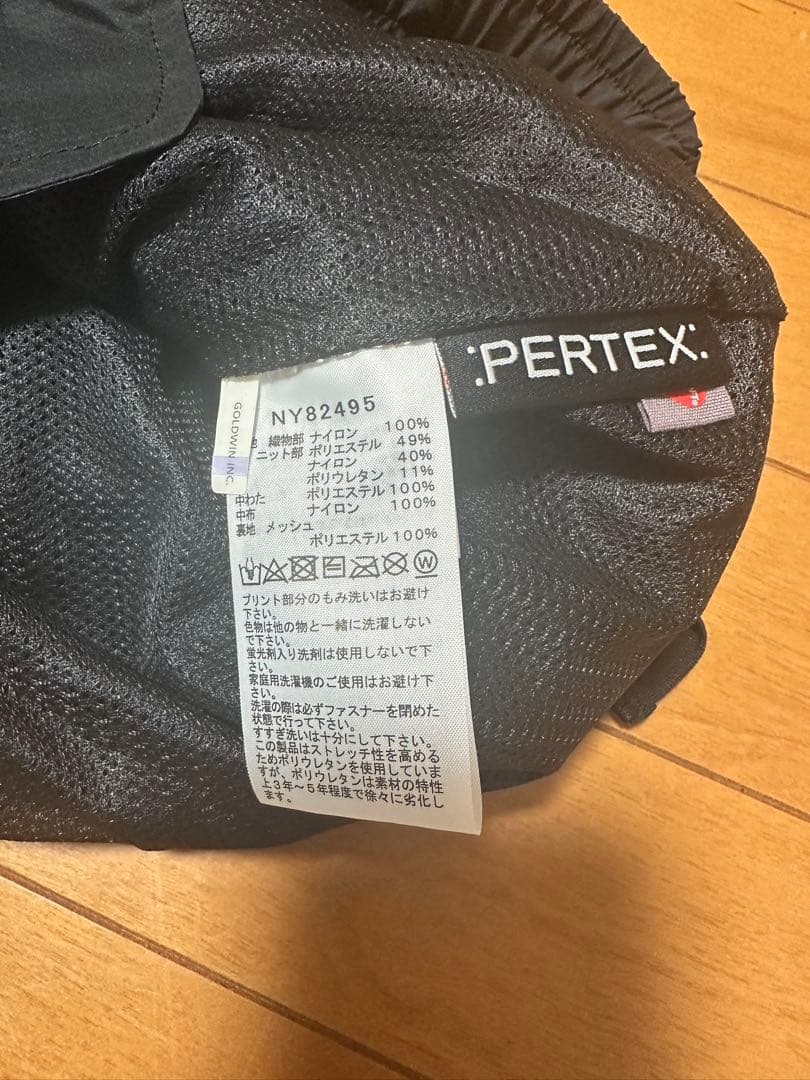 :PERTEX:
GOLDWIN INC.
NY82495
織物部 ナイロン 100%
ニット部 ポリエステル 49%
ナイロン 40%
ポリウレタン 11%
中わた ポリエステル 100%
中布 ナイロン 100%
裏地 メッシュ
ポリエステル 100%
W
プリント部分のもみ洗いはお避け
下さい。
色物は他の物と一緒に洗濯しない
で下さい。
蛍光剤入り洗剤は使用しないで下
さい。
家庭用洗濯機のご使用はお避け下
さい。
洗濯の際は必ずファスナーを閉めた
状態で行って下さい。
すすぎ洗いは十分にして下さい。
この製品はストレッチ性を高める
ためポリウレタンを使用していま
すが、ポリウレタンは素材の特性
上3年〜5年程度で徐々に劣化し
ます。